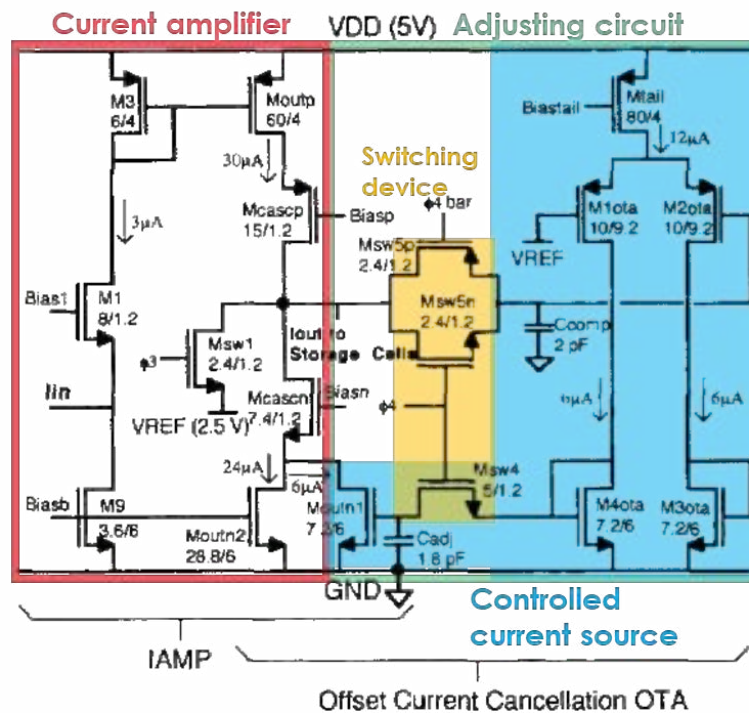 Current amplifier
VDD (5V)
Adjusting circuit
M3
6/4
Moutp
60/4
Biastail
Mtail
80/4
12µA
30µA
Switching
device
3µA
Mcascp
15/1.2
Biasp
ϕ4 bar
M1ota
10/9.2
M2ota
10/9.2
Msw5p
2.4/1.2
VREF
Bias1
M1
8/1.2
Msw5n
2.4/1.2
Msw1
2.4/1.2
Iout to
Storage Cells
Ccomp
2 pF
ϕ3
Iin
Mcascn
7.4/1.2
Biasn
ϕ4
6µA
6µA
VREF (2.5 V)
24µA
6µA
Msw4
5/1.2
Biasb
M9
3.6/6
Moutn2
28.8/6
Moutn1
7.2/6
Cadj
1.8 pF
M4ota
7.2/6
M3ota
7.2/6
GND
Controlled
current source
IAMP
Offset Current Cancellation OTA